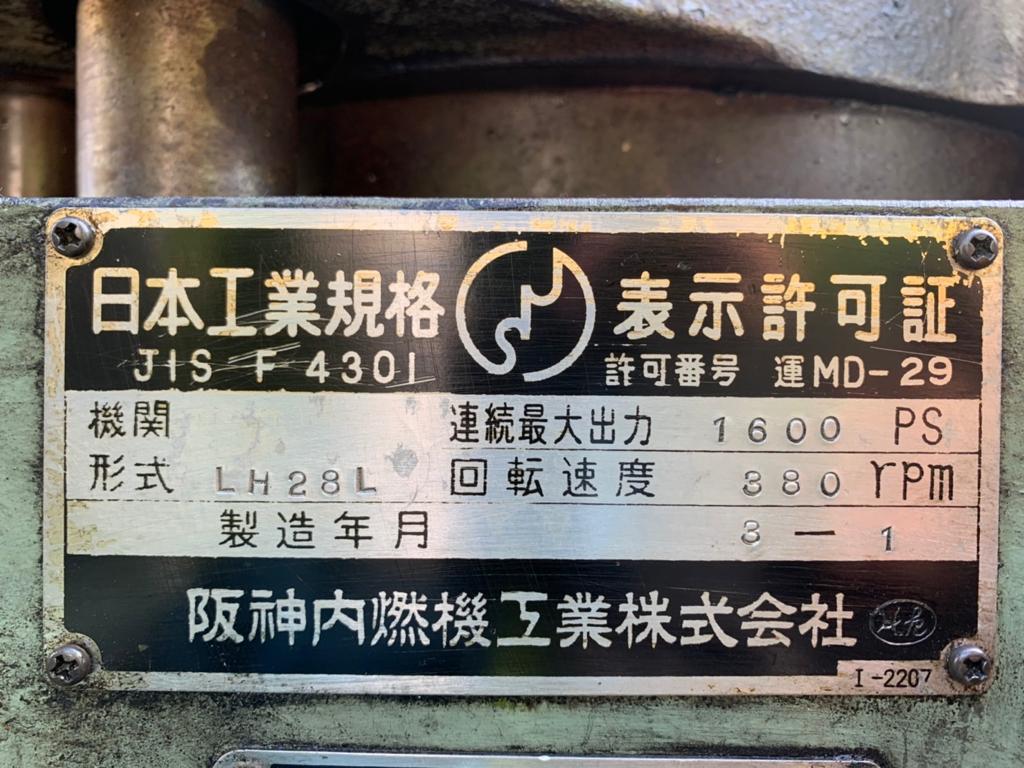 日本工業規格 表示許可証
JIS F 4301 許可番号 運MD-29
機関 連続最大出力 1600 PS
形式 LH28L 回転速度 380 rpm
製造年月 3-1
阪神内燃機工業株式会社
I-2207